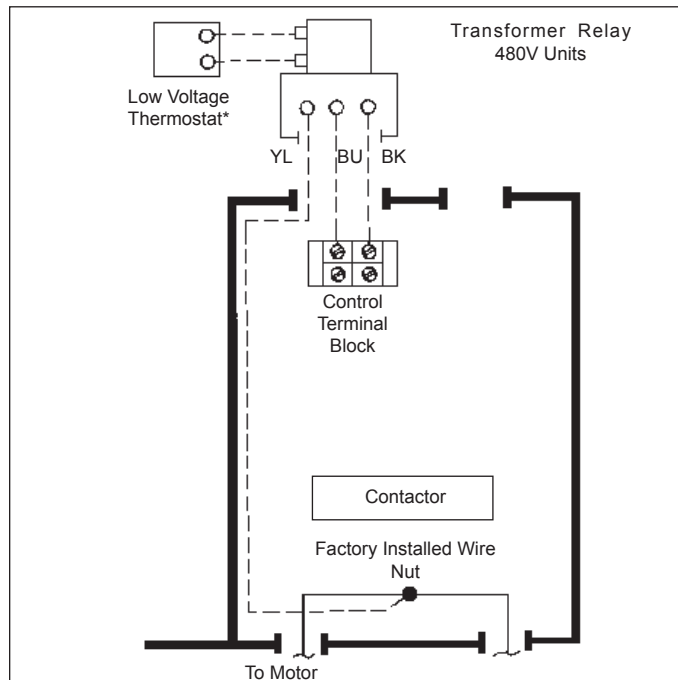 Transformer Relay
480V Units
Low Voltage
Thermostat*
YL
BU
BK
Control
Terminal
Block
Contactor
Factory Installed Wire
Nut
To Motor